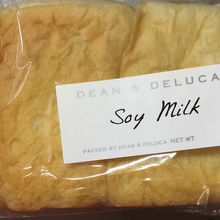 DEAN & DELUCA
Soy Milk
PACKED BY DEAN & DELUCA NET WT.